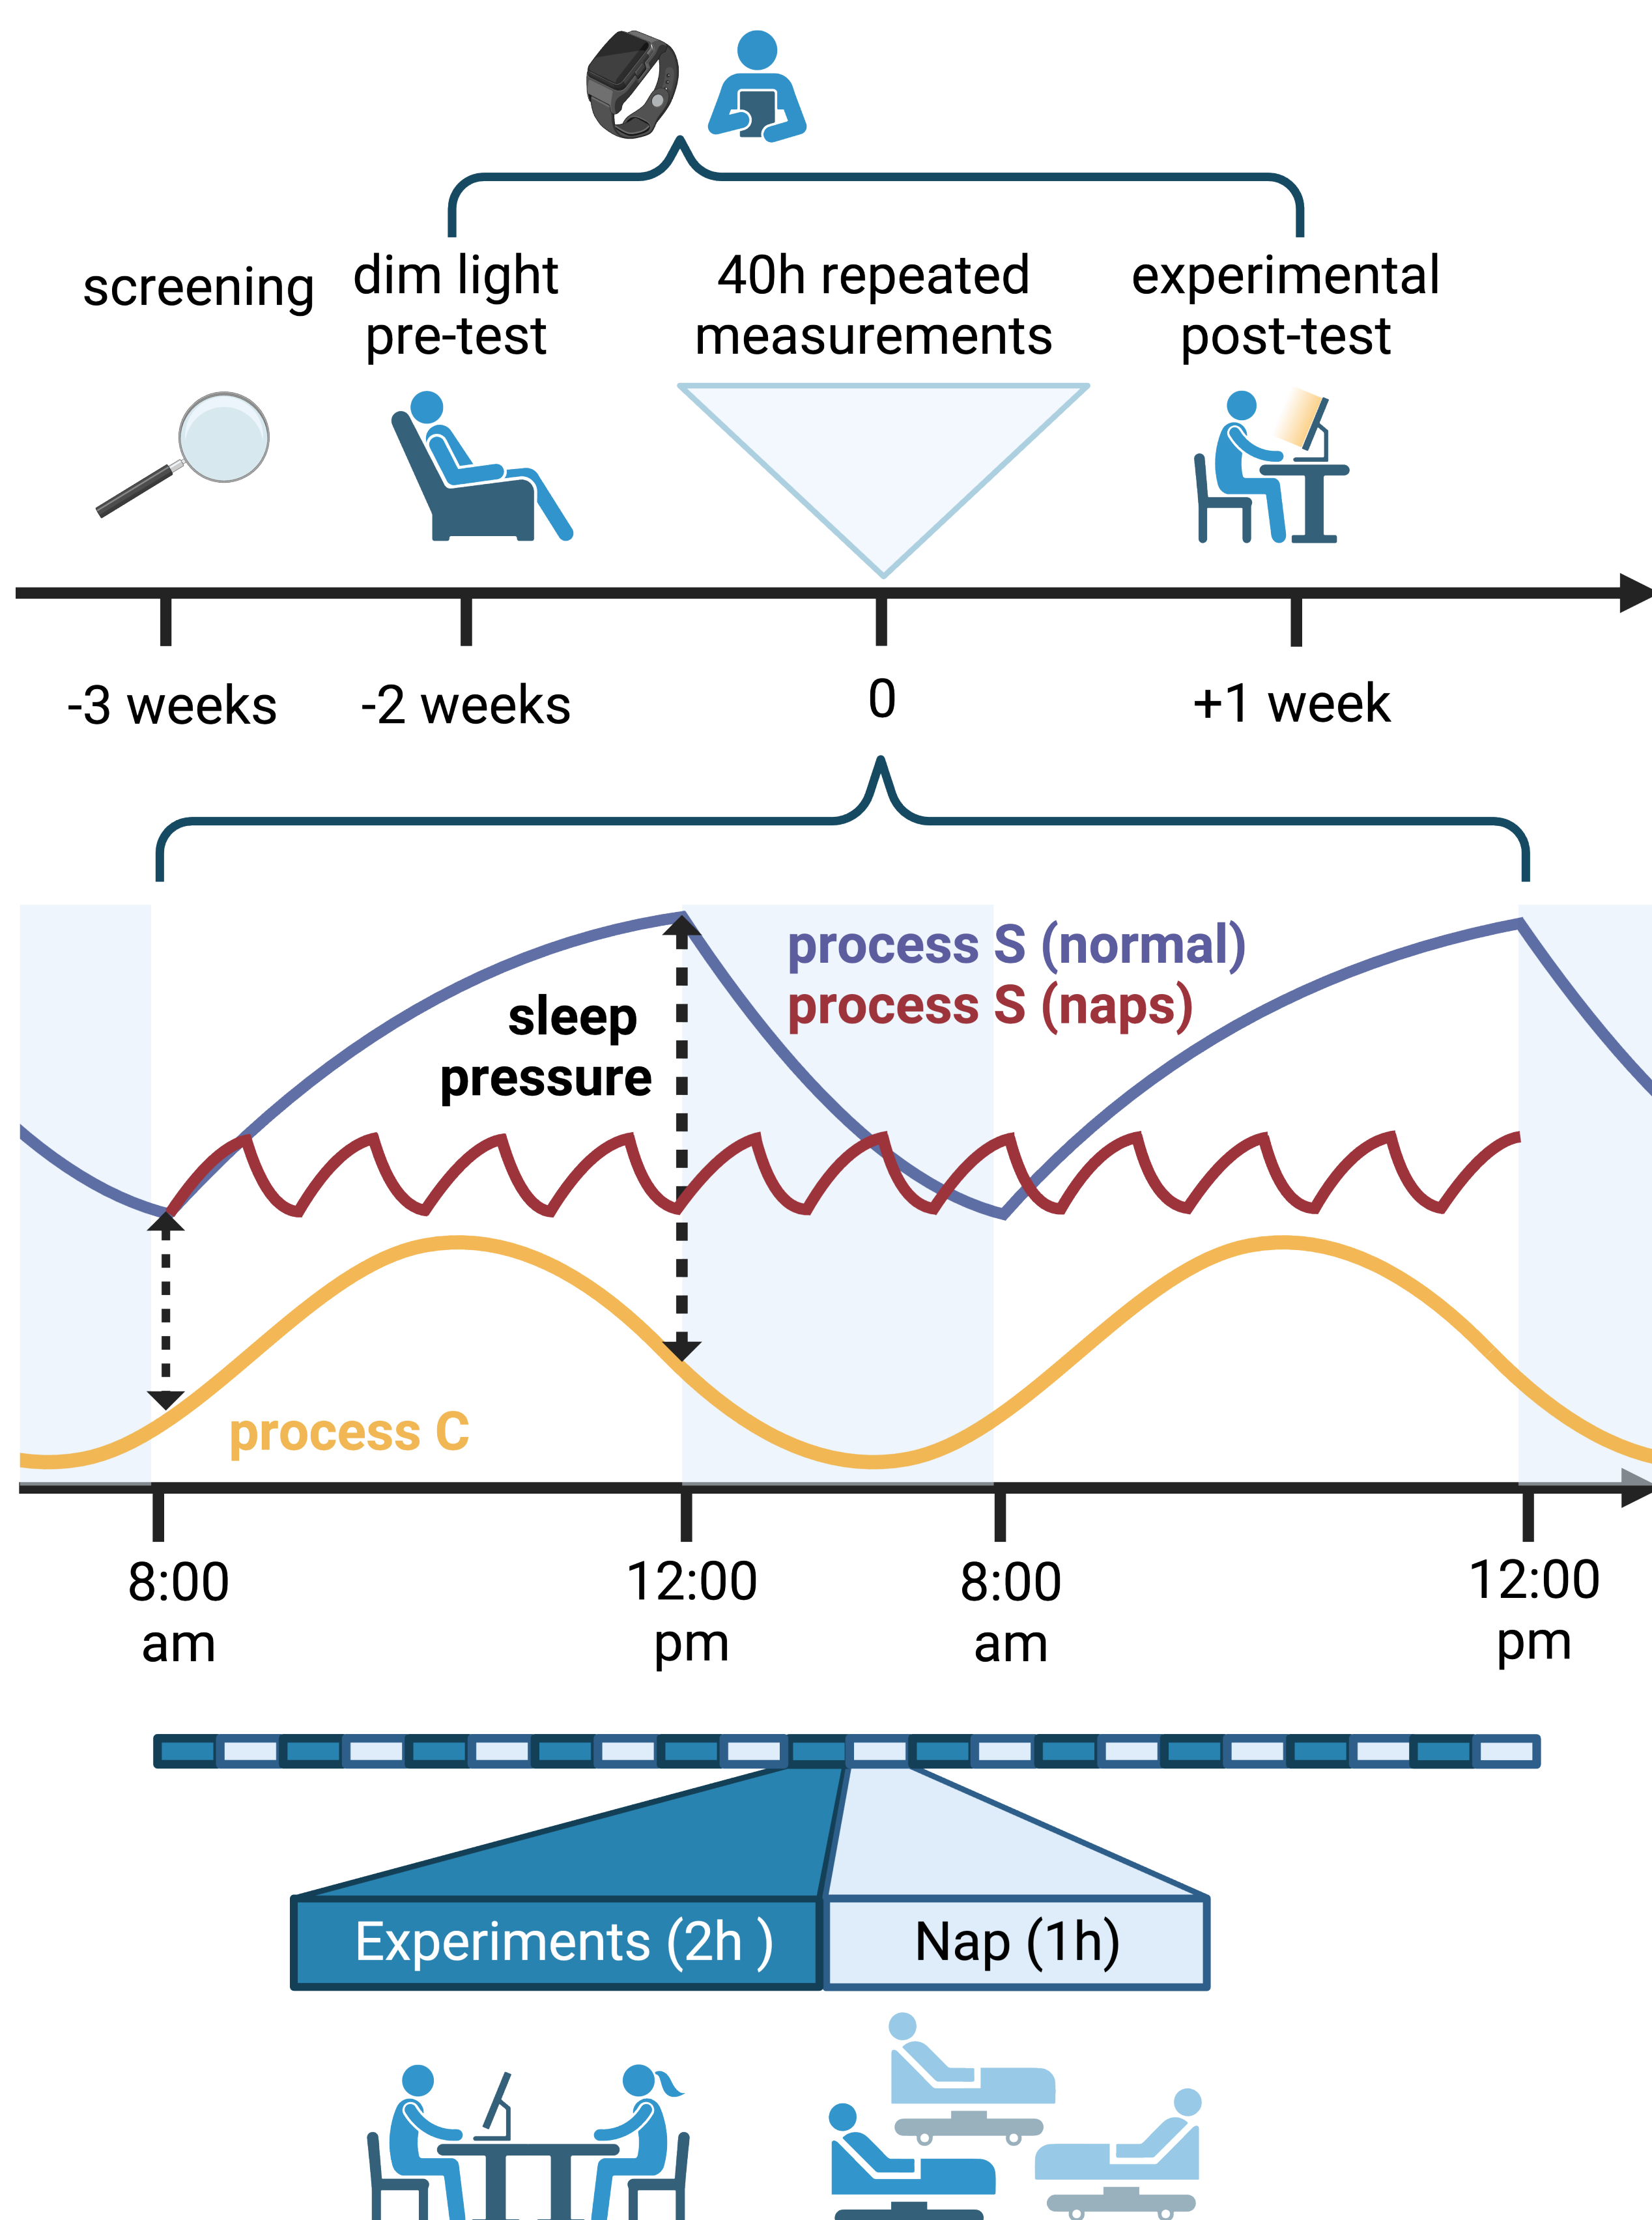 screening
dim light
pre-test
40h repeated
measurements
experimental
post-test
-3 weeks
-2 weeks
0
+1 week
process S (normal)
process S (naps)
sleep
pressure
process C
8:00
am
12:00
pm
8:00
am
12:00
pm
Experiments (2h )
Nap (1h)